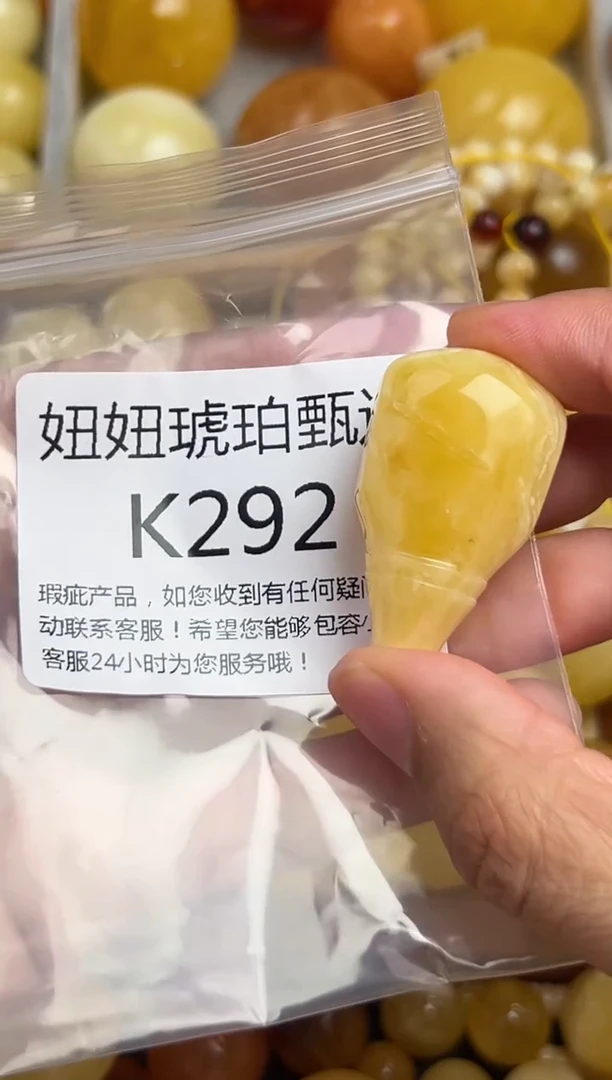 妞妞琥珀甄
K292
瑕疵产品，如您收到有任何疑
动联系客服！希望您能够包容
客服24小时为您服务哦！